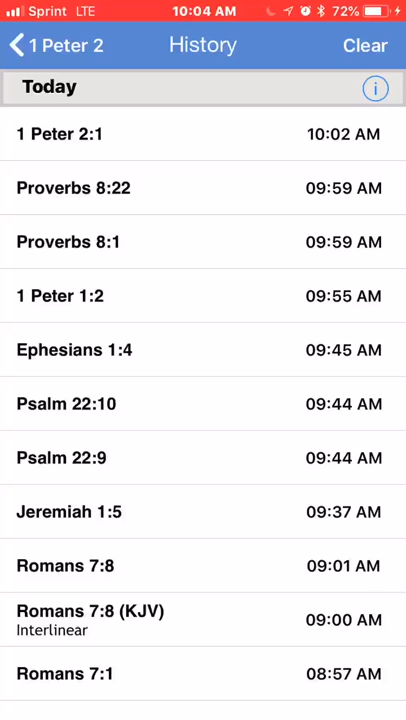 Sprint LTE 10:04 AM 72%
1 Peter 2 History Clear
Today i
1 Peter 2:1 10:02 AM
Proverbs 8:22 09:59 AM
Proverbs 8:1 09:59 AM
1 Peter 1:2 09:55 AM
Ephesians 1:4 09:45 AM
Psalm 22:10 09:44 AM
Psalm 22:9 09:44 AM
Jeremiah 1:5 09:37 AM
Romans 7:8 09:01 AM
Romans 7:8 (KJV) 09:00 AM
Interlinear
Romans 7:1 08:57 AM